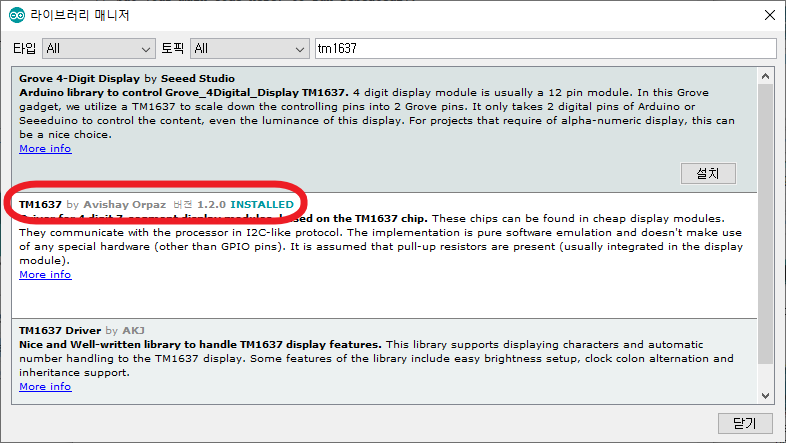 라이브러리 매니저
타입 All 토픽 All tm1637
Grove 4-Digit Display by Seeed Studio
Arduino library to control Grove_4Digital_Display TM1637. 4 digit display module is usually a 12 pin module. In this Grove
gadget, we utilize a TM1637 to scale down the controlling pins into 2 Grove pins. It only takes 2 digital pins of Arduino or
Seeeduino to control the content, even the luminance of this display. For projects that require of alpha-numeric display, this can
be a nice choice.
More info
설치
TM1637 by Avishay Orpaz 버전 1.2.0 INSTALLED
Driver for 4 digit 7-segment display modules, based on the TM1637 chip. These chips can be found in cheap display modules.
They communicate with the processor in I2C-like protocol. The implementation is pure software emulation and doesn't make use
of any special hardware (other than GPIO pins). It is assumed that pull-up resistors are present (usually integrated in the display
module).
More info
TM1637 Driver by AKJ
Nice and Well-written library to handle TM1637 display features. This library supports displaying characters and automatic
number handling to the TM1637 display. Some features of the library include easy brightness setup, clock colon alternation and
inheritance support.
More info
닫기